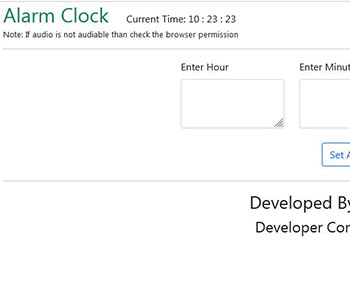 Alarm Clock Current Time: 10 : 23 : 23
Note: If audio is not audiable than check the browser permission
Enter Hour Enter Minut
Set A
Developed By
Developer Con